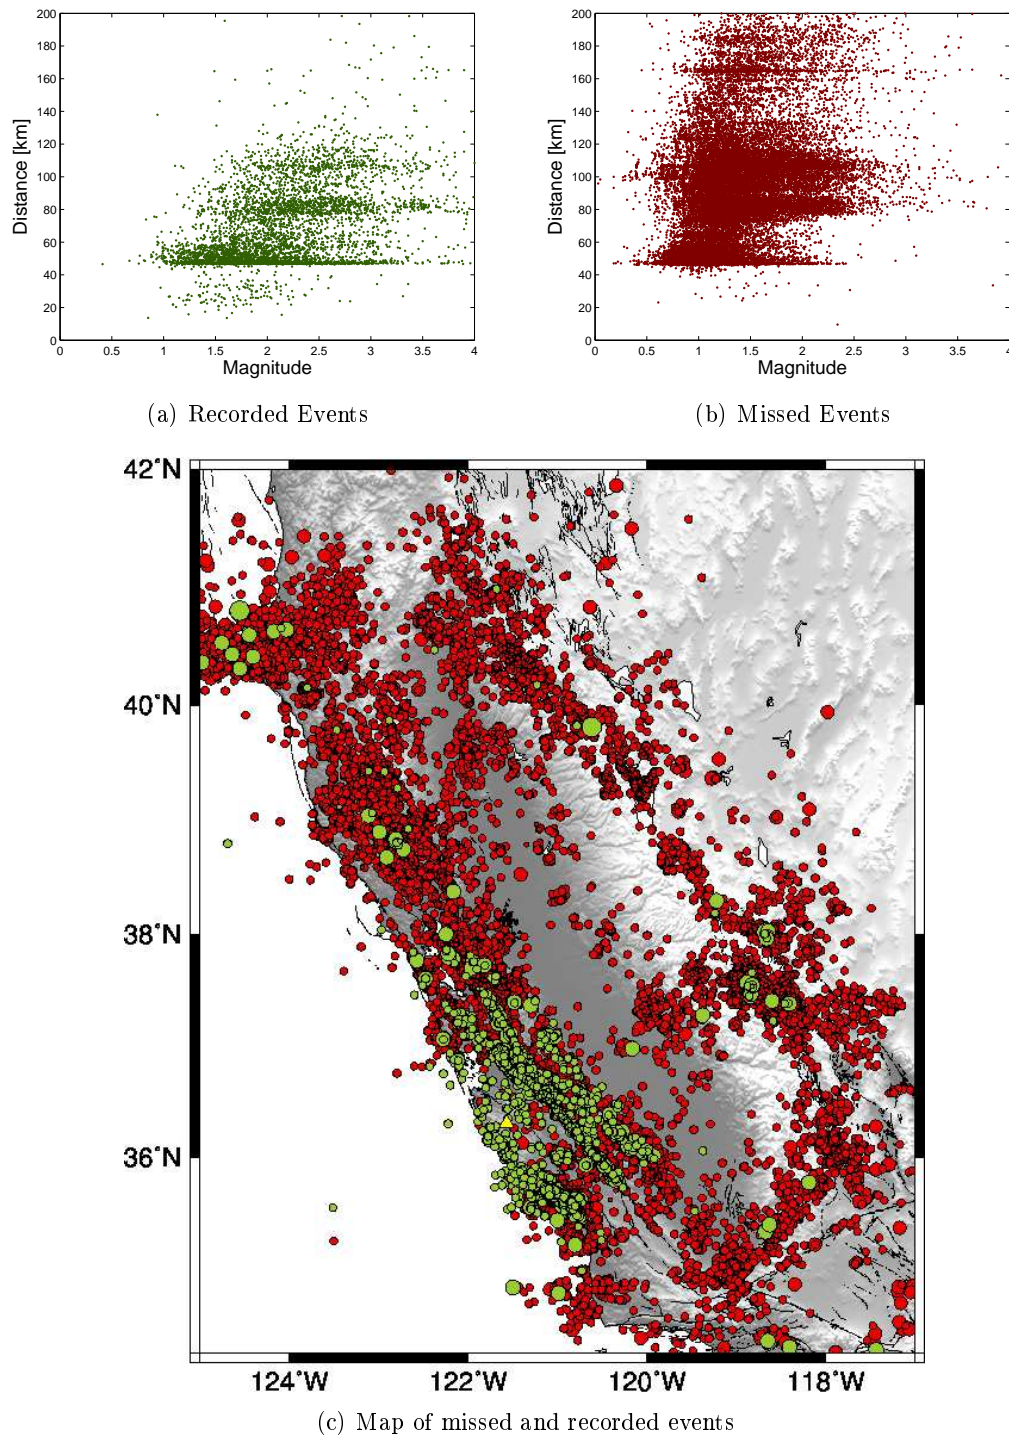 200
180
160
140
120
100
80
60
40
20
0
Distance [km]
0 0.5 1 1.5 2 2.5 3 3.5 4
Magnitude
(a) Recorded Events
200
180
160
140
120
100
80
60
40
20
0
Distance [km]
0 0.5 1 1.5 2 2.5 3 3.5 4
Magnitude
(b) Missed Events
42˚N
40˚N
38˚N
36˚N
124˚W 122˚W 120˚W 118˚W
(c) Map of missed and recorded events